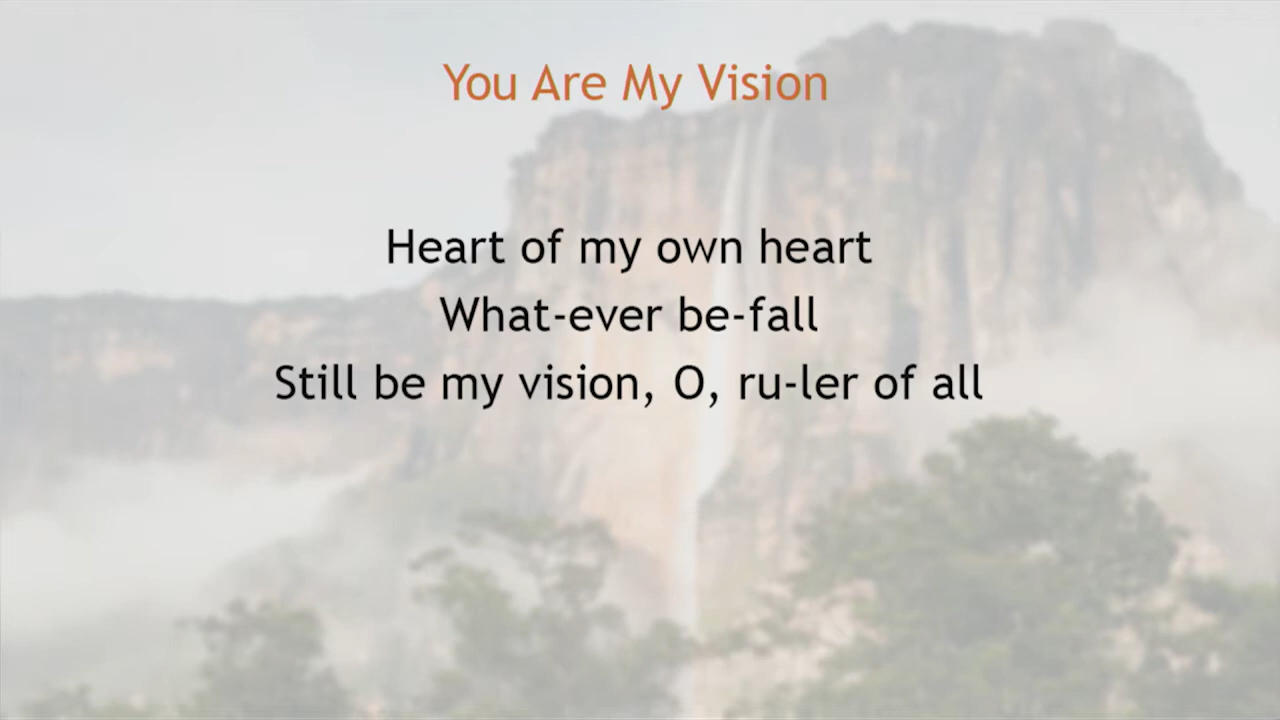 You Are My Vision
Heart of my own heart
What-ever be-fall
Still be my vision, O, ru-ler of all